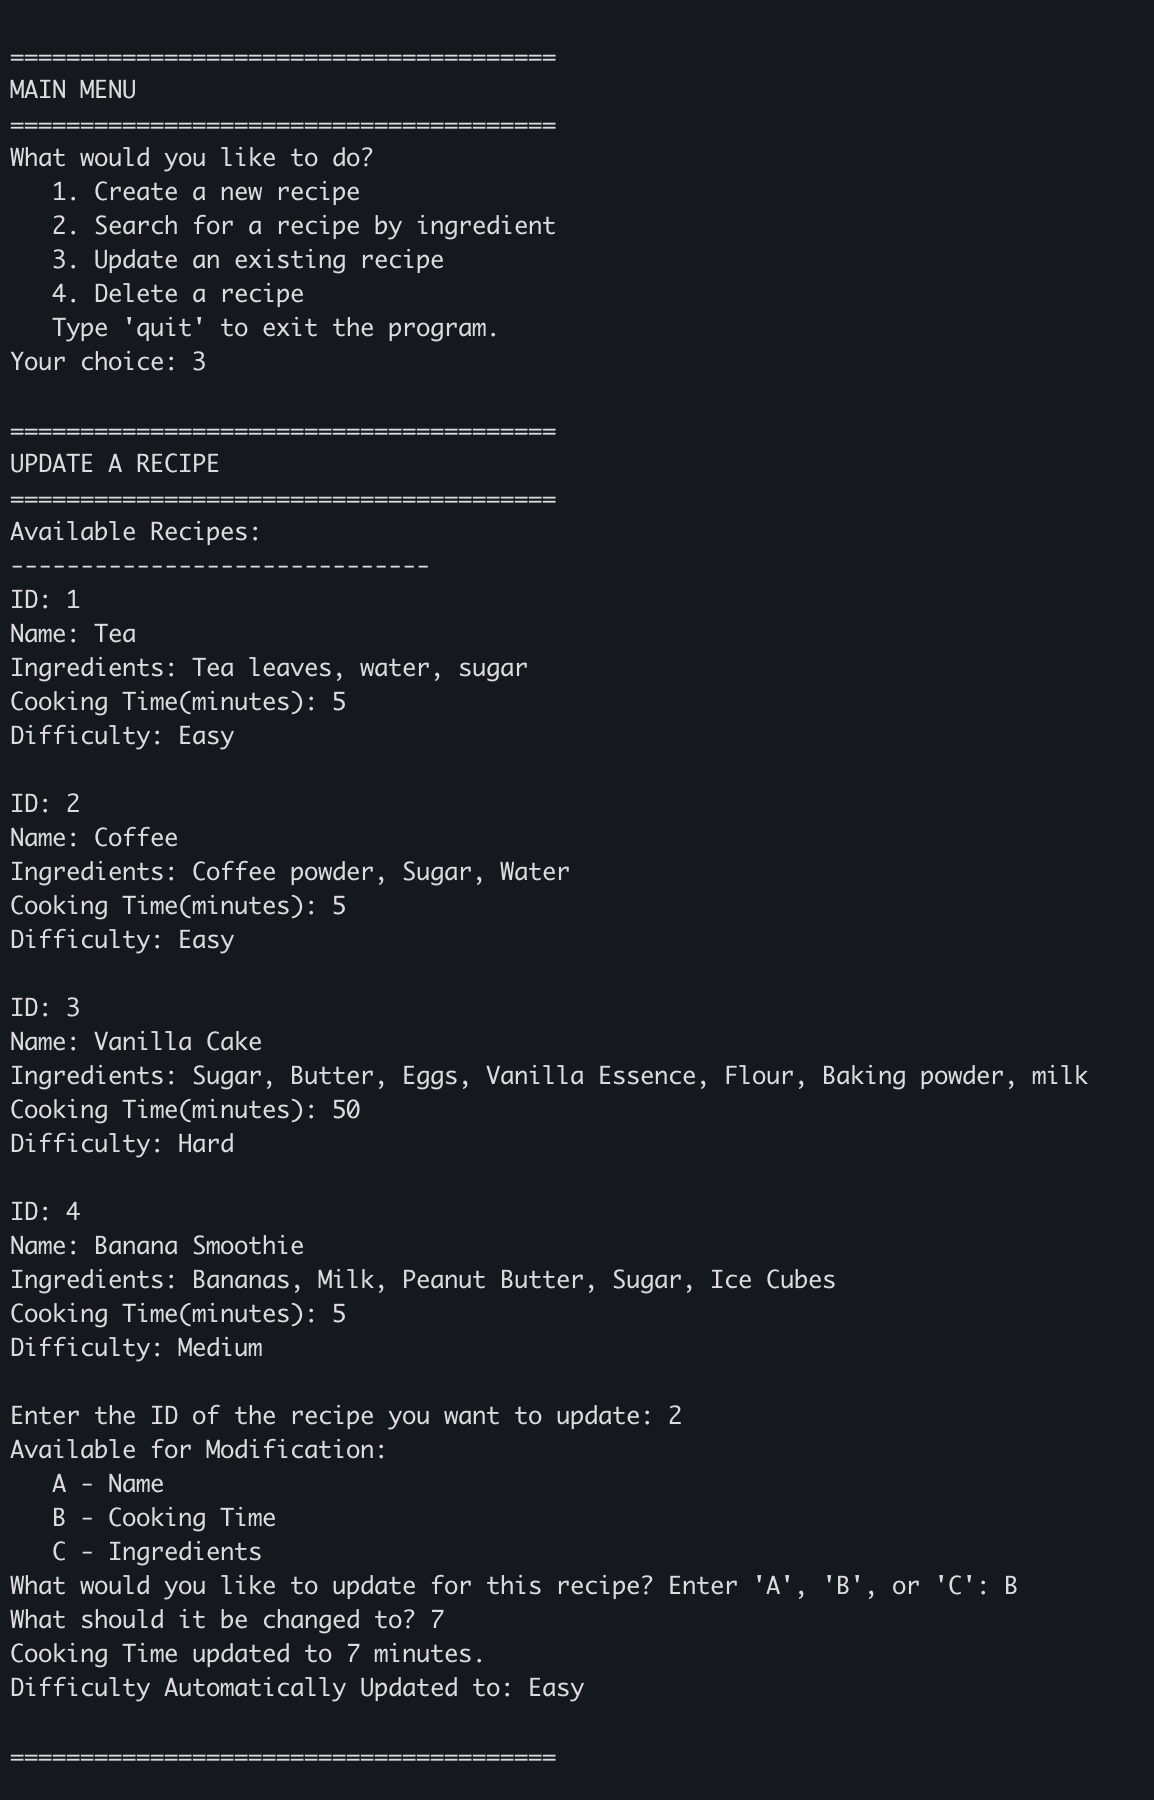 =======================================
MAIN MENU
=======================================
What would you like to do?
   1. Create a new recipe
   2. Search for a recipe by ingredient
   3. Update an existing recipe
   4. Delete a recipe
   Type 'quit' to exit the program.
Your choice: 3

=======================================
UPDATE A RECIPE
=======================================
Available Recipes:
------------------------------
ID: 1
Name: Tea
Ingredients: Tea leaves, water, sugar
Cooking Time(minutes): 5
Difficulty: Easy

ID: 2
Name: Coffee
Ingredients: Coffee powder, Sugar, Water
Cooking Time(minutes): 5
Difficulty: Easy

ID: 3
Name: Vanilla Cake
Ingredients: Sugar, Butter, Eggs, Vanilla Essence, Flour, Baking powder, milk
Cooking Time(minutes): 50
Difficulty: Hard

ID: 4
Name: Banana Smoothie
Ingredients: Bananas, Milk, Peanut Butter, Sugar, Ice Cubes
Cooking Time(minutes): 5
Difficulty: Medium

Enter the ID of the recipe you want to update: 2
Available for Modification:
   A - Name
   B - Cooking Time
   C - Ingredients
What would you like to update for this recipe? Enter 'A', 'B', or 'C': B
What should it be changed to? 7
Cooking Time updated to 7 minutes.
Difficulty Automatically Updated to: Easy

=======================================